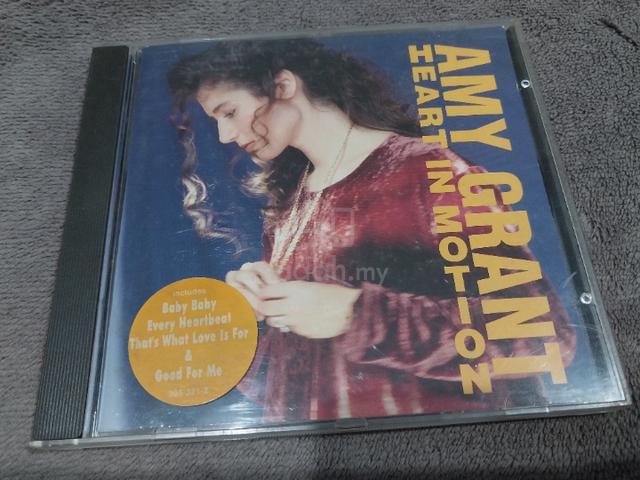 AMY GRANT
HEART IN MOTION
includes
Baby Baby
Every Heartbeat
That's What Love Is For
&
Good For Me